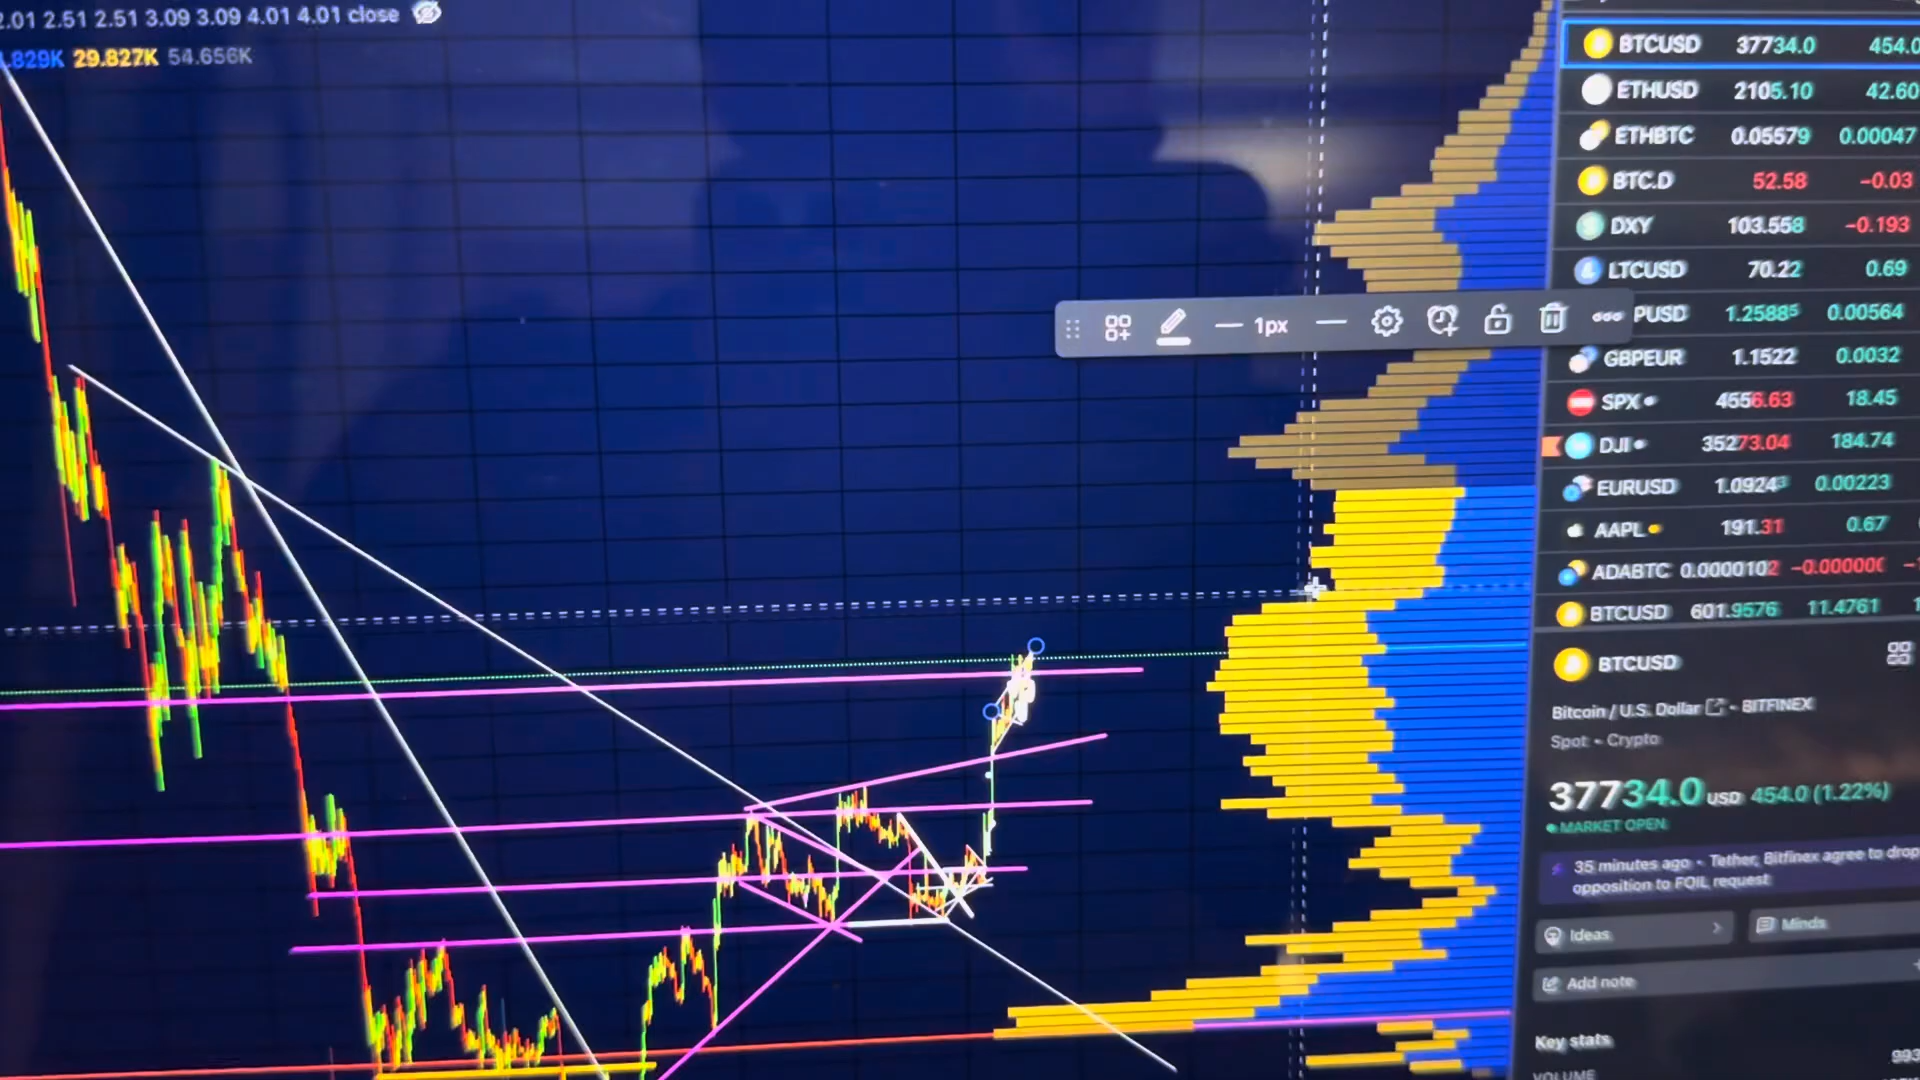 2.01 2.51 2.51 3.09 3.09 4.01 4.01 close
.829K 29.827K 54.656K
BTCUSD 37734.0 454.0
ETHUSD 2105.10 42.60
ETHBTC 0.05579 0.00047
BTC.D 52.58 −0.03
DXY 103.558 −0.193
LTCUSD 70.22 0.69
1px
PUSD 1.25885 0.00564
GBPEUR 1.1522 0.0032
SPX 4556.63 18.45
DJI 35273.04 184.74
EURUSD 1.09243 0.00223
AAPL 191.31 0.67
ADABTC 0.0000102 −0.000000
BTCUSD 601.9576 11.4761
BTCUSD
Bitcoin / U.S. Dollar - BITFINEX
Spot - Crypto
37734.0 USD 454.0 (1.22%)
MARKET OPEN
35 minutes ago - Tether, Bitfinex agree to drop
opposition to FOIL request
Ideas
Minds
Add note
Key stats
VOLUME
993